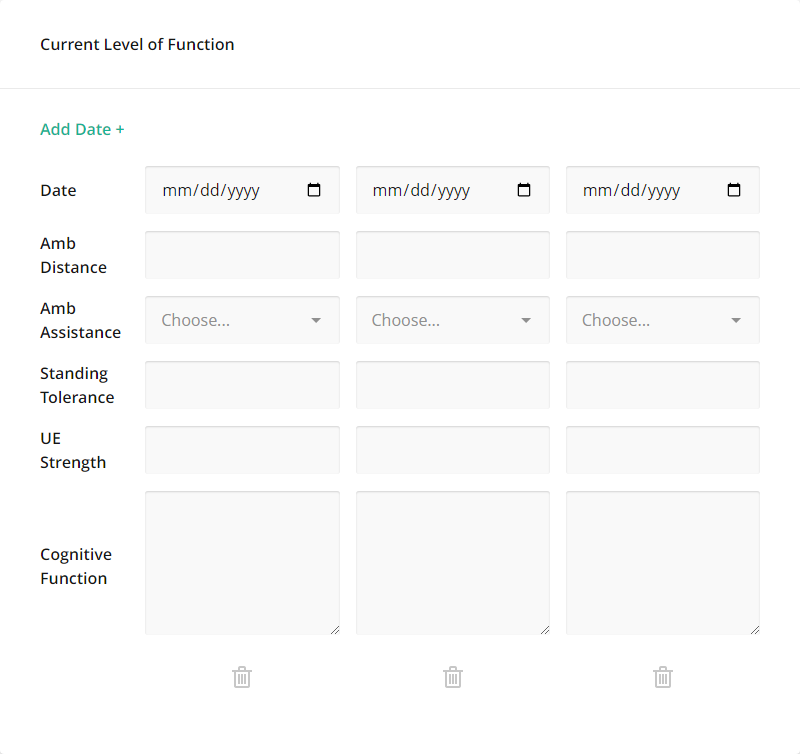 Current Level of Function
Add Date +
Date mm/dd/yyyy mm/dd/yyyy mm/dd/yyyy
Amb
Distance
Amb
Assistance Choose... Choose... Choose...
Standing
Tolerance
UE
Strength
Cognitive
Function